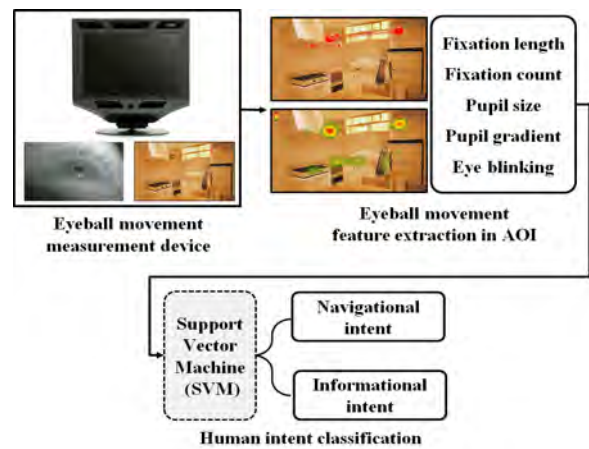 Fixation length
Fixation count
Pupil size
Pupil gradient
Eye blinking
Eyeball movement
measurement device
Eyeball movement
feature extraction in AOI
Support
Vector
Machine
(SVM)
Navigational
intent
Informational
intent
Human intent classification